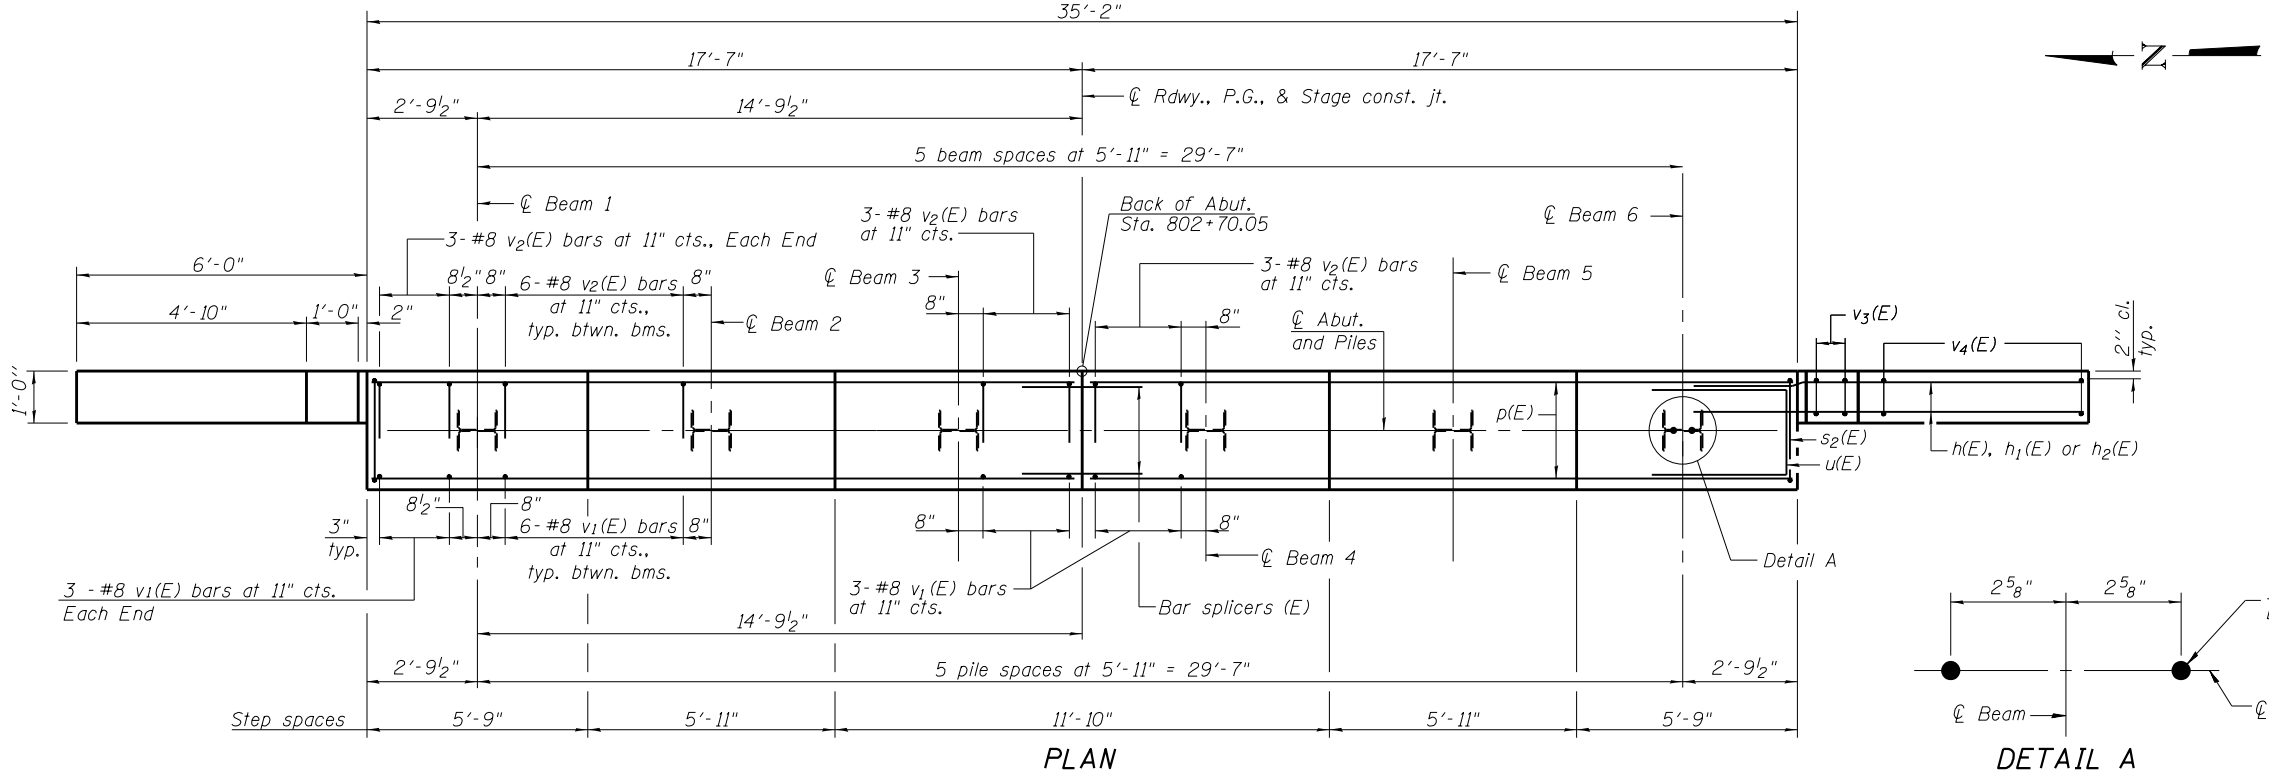 35'-2"
17'-7"
17'-7"
N
2'-9½"
14'-9½"
℄ Rdwy., P.G., & Stage const. jt.
5 beam spaces at 5'-11" = 29'-7"
℄ Beam 1
3- #8 v2(E) bars
at 11" cts.
Back of Abut.
Sta. 802+70.05
℄ Beam 6
3- #8 v2(E) bars at 11" cts., Each End
6'-0"
8½"
8"
6- #8 v2(E) bars
at 11" cts.,
typ. btwn. bms.
8"
℄ Beam 3
3- #8 v2(E) bars
at 11" cts.
℄ Beam 5
4'-10"
1'-0"
2"
℄ Beam 2
8"
8"
℄ Abut.
and Piles
v3(E)
v4(E)
2" cl.
typ.
1'-0"
p(E)
s2(E)
u(E)
h(E), h1(E) or h2(E)
8½"
8"
3"
typ.
6- #8 v1(E) bars
at 11" cts.,
typ. btwn. bms.
8"
8"
8"
℄ Beam 4
Detail A
3 - #8 v1(E) bars at 11" cts.
Each End
3- #8 v1(E) bars
at 11" cts.
Bar splicers (E)
14'-9½"
2⅝"
2⅝"
2'-9½"
5 pile spaces at 5'-11" = 29'-7"
2'-9½"
Step spaces
5'-9"
5'-11"
11'-10"
5'-11"
5'-9"
℄ Beam
℄
PLAN
DETAIL A